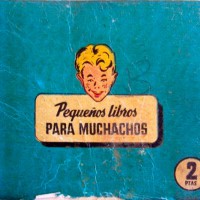 Pequeños libros
PARA MUCHACHOS
2
PTAS